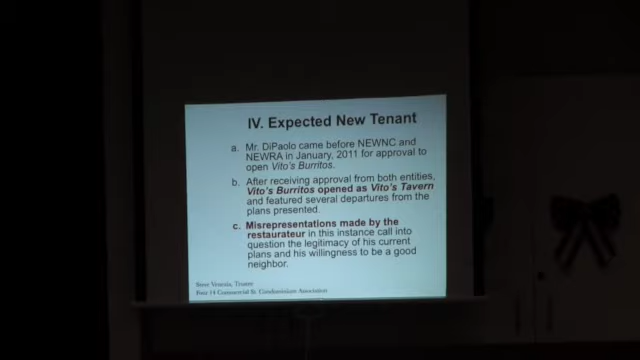 IV. Expected New Tenant
a. Mr. DiPaolo came before NEWNC and
NEWRA in January, 2011 for approval to
open Vito's Burritos.
b. After receiving approval from both entities,
Vito's Burritos opened as Vito's Tavern
and featured several departures from the
plans presented.
c. Misrepresentations made by the
restaurateur in this instance call into
question the legitimacy of his current
plans and his willingness to be a good
neighbor.
Steve Venezia, Trustee
Four 14 Commercial St. Condominium Association